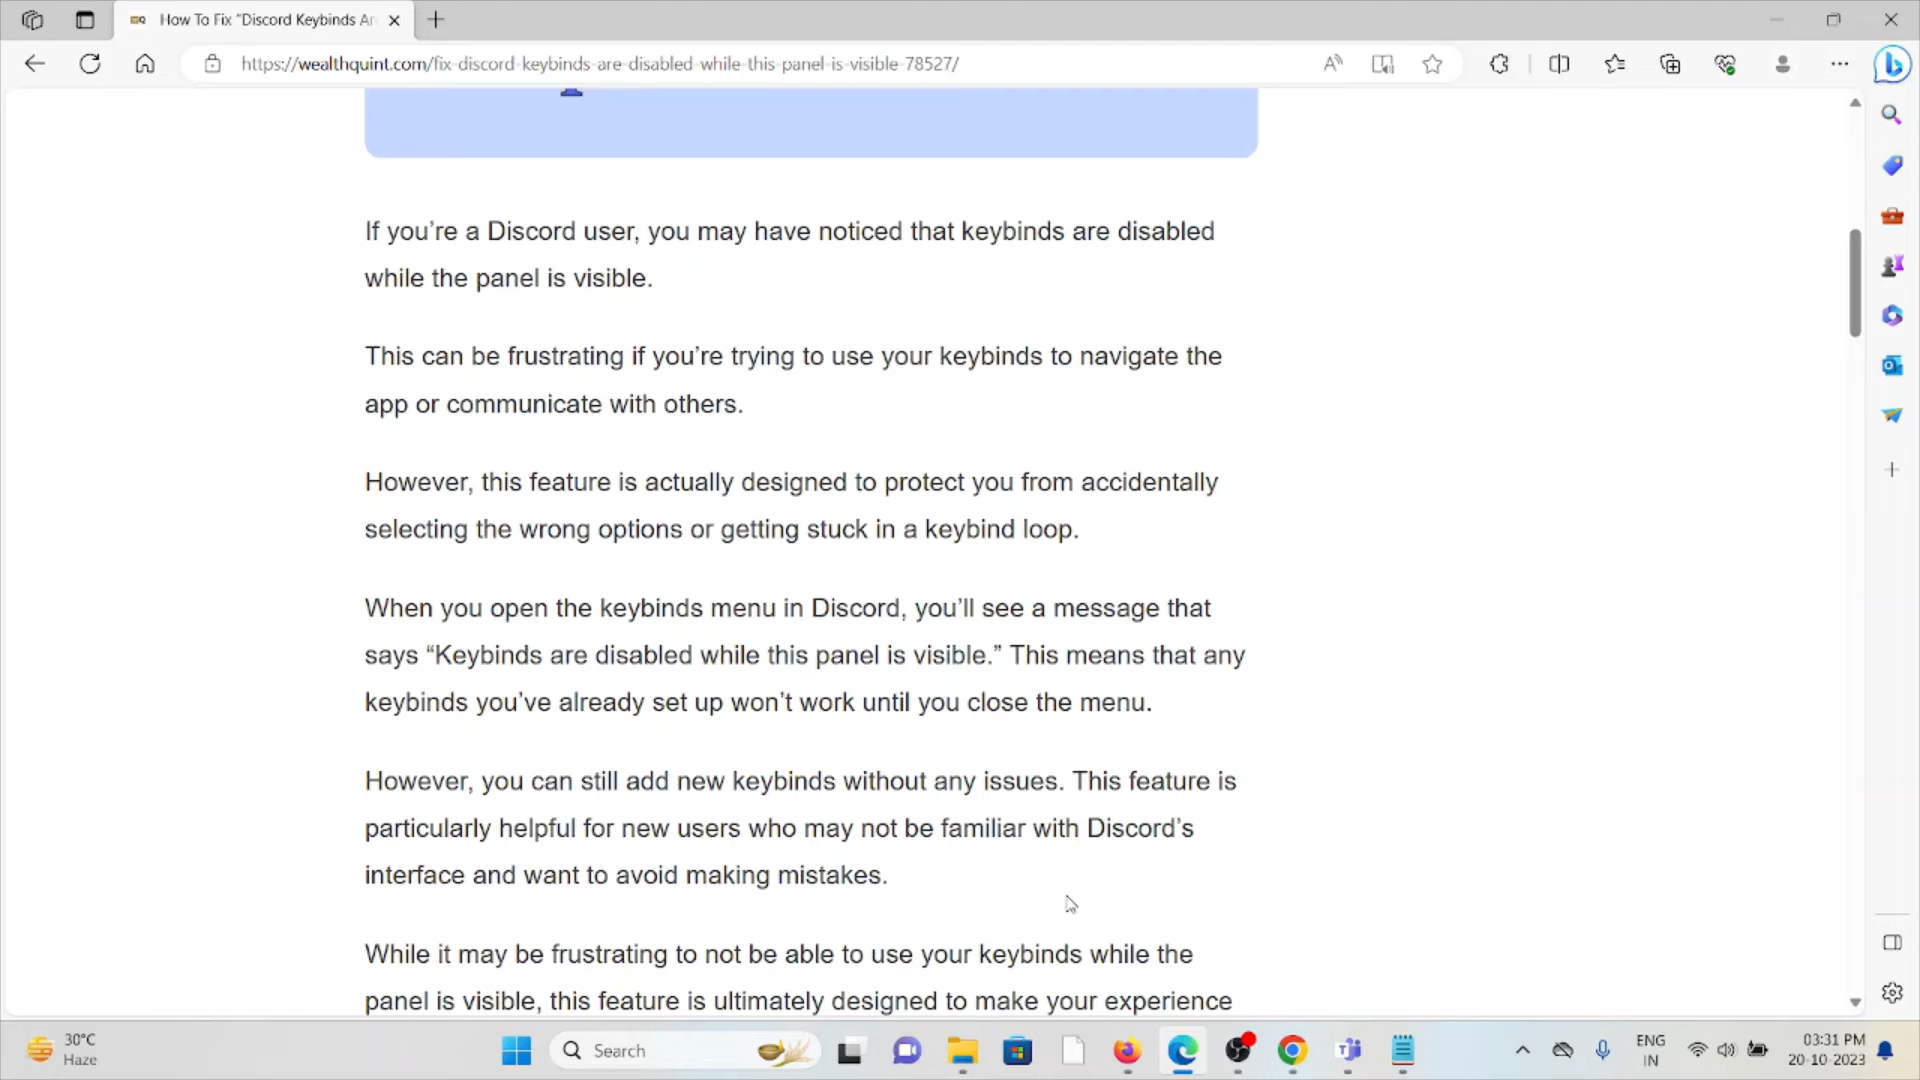 How To Fix "Discord Keybinds Ar
https://wealthquint.com/fix-discord-keybinds-are-disabled-while-this-panel-is-visible-78527/
If you’re a Discord user, you may have noticed that keybinds are disabled
while the panel is visible.
This can be frustrating if you’re trying to use your keybinds to navigate the
app or communicate with others.
However, this feature is actually designed to protect you from accidentally
selecting the wrong options or getting stuck in a keybind loop.
When you open the keybinds menu in Discord, you’ll see a message that
says “Keybinds are disabled while this panel is visible.” This means that any
keybinds you’ve already set up won’t work until you close the menu.
However, you can still add new keybinds without any issues. This feature is
particularly helpful for new users who may not be familiar with Discord’s
interface and want to avoid making mistakes.
While it may be frustrating to not be able to use your keybinds while the
panel is visible, this feature is ultimately designed to make your experience
30°C
Haze
Search
ENG
IN
03:31 PM
20-10-2023